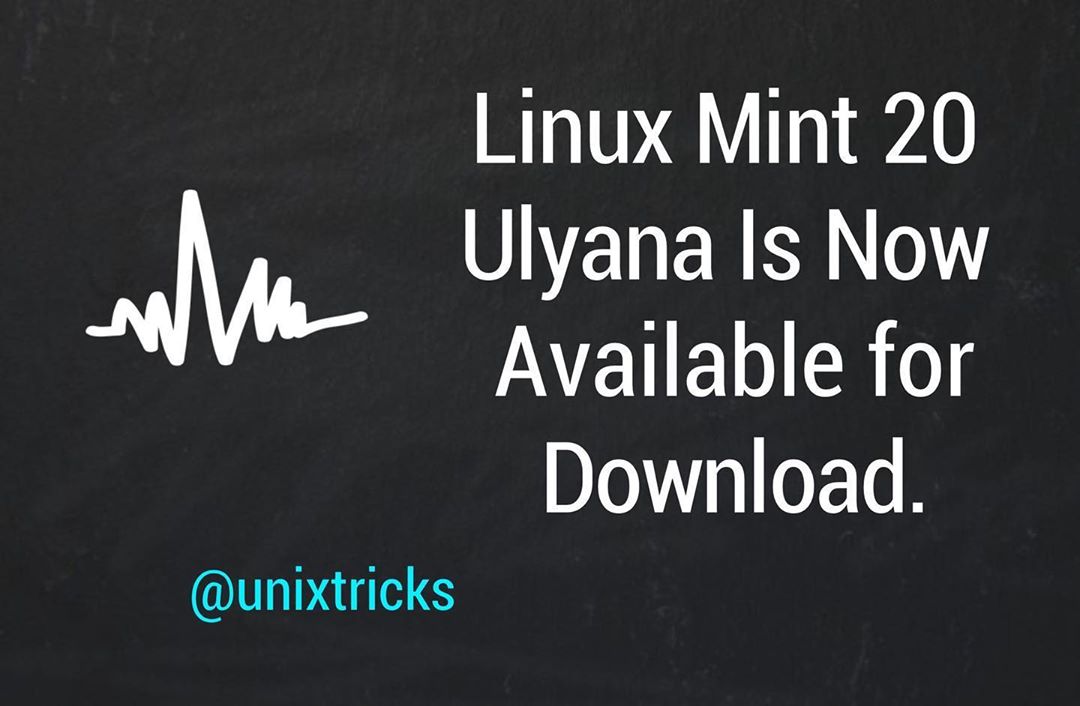 Linux Mint 20
Ulyana Is Now
Available for
Download.
@unixtricks